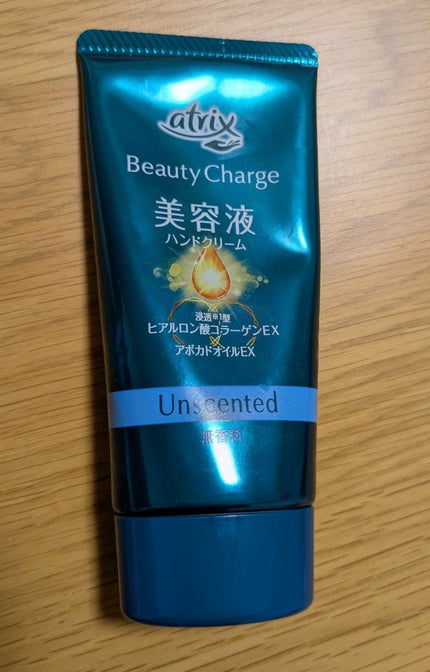 atrix
Beauty Charge
美容液
ハンドクリーム
浸透※1型
ヒアルロン酸コラーゲンEX
アボカドオイルEX
Unscented
無香料